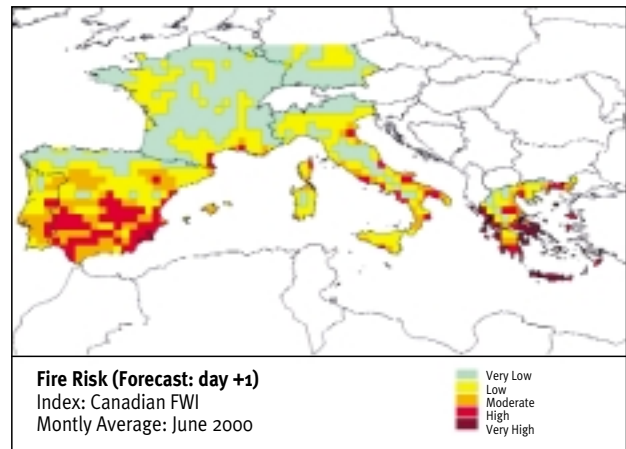 Fire Risk (Forecast: day +1)
Index: Canadian FWI
Montly Average: June 2000
Very Low
Low
Moderate
High
Very High